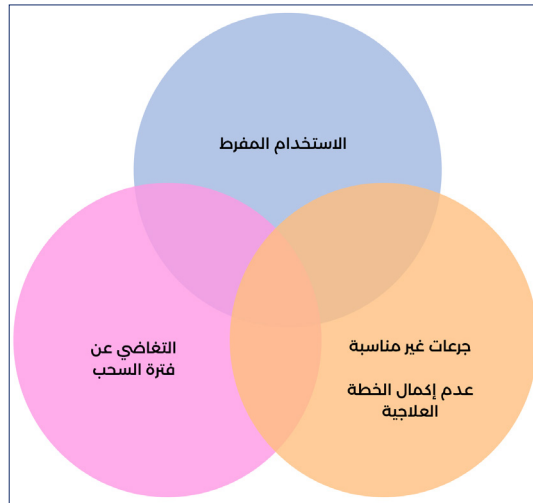 الاستخدام المفرط
التغاضي عن
فترة السحب
جرعات غير مناسبة
عدم إكمال الخطة
العلاجية